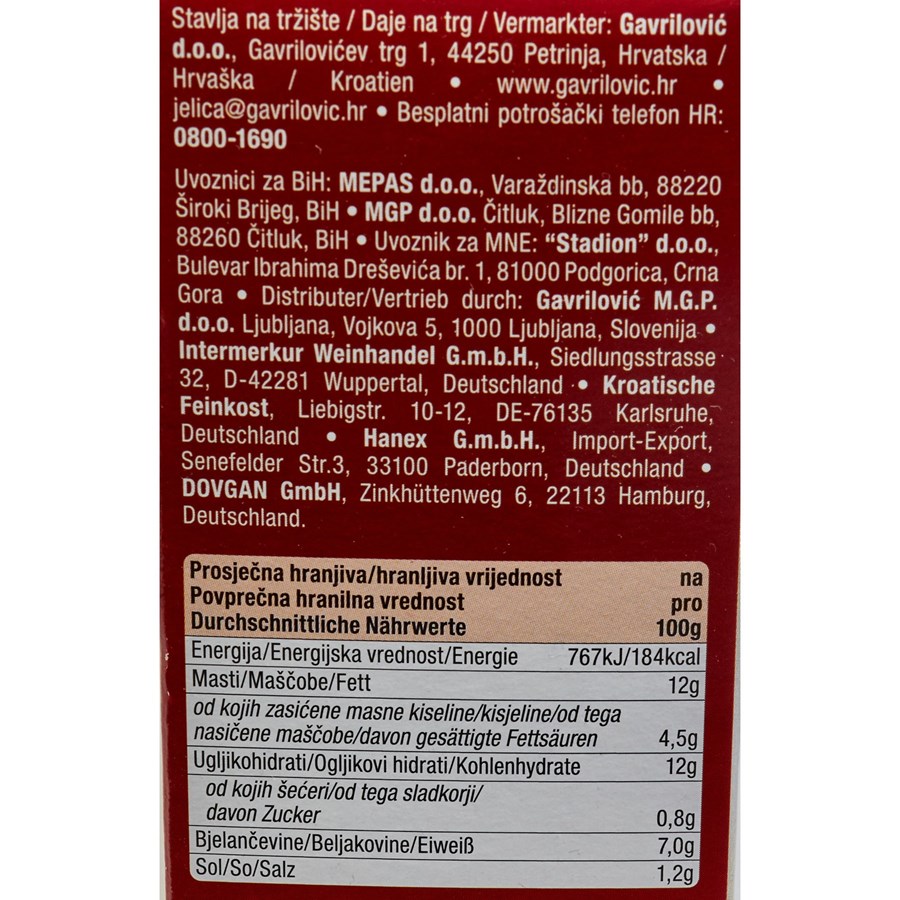 Stavlja na tržište / Daje na trg / Vermarkter: Gavrilović
d.o.o., Gavrilovićev trg 1, 44250 Petrinja, Hrvatska /
Hrvaška / Kroatien • www.gavrilovic.hr •
jelica@gavrilovic.hr • Besplatni potrošački telefon HR:
0800-1690
Uvoznici za BiH: MEPAS d.o.o., Varaždinska bb, 88220
Široki Brijeg, BiH • MGP d.o.o. Čitluk, Blizne Gomile bb,
88260 Čitluk, BiH • Uvoznik za MNE: “Stadion” d.o.o.,
Bulevar Ibrahima Dreševića br. 1, 81000 Podgorica, Crna
Gora • Distributer/Vertrieb durch: Gavrilović M.G.P.
d.o.o. Ljubljana, Vojkova 5, 1000 Ljubljana, Slovenija •
Intermerkur Weinhandel G.m.b.H., Siedlungsstrasse
32, D-42281 Wuppertal, Deutschland • Kroatische
Feinkost, Liebigstr. 10-12, DE-76135 Karlsruhe,
Deutschland • Hanex G.m.b.H., Import-Export,
Senefelder Str.3, 33100 Paderborn, Deutschland •
DOVGAN GmbH, Zinkhüttenweg 6, 22113 Hamburg,
Deutschland.
Prosječna hranjiva/hranljiva vrijednost na
Povprečna hranilna vrednost pro
Durchschnittliche Nährwerte 100g
Energija/Energijska vrednost/Energie 767kJ/184kcal
Masti/Maščobe/Fett 12g
od kojih zasićene masne kiseline/kisjeline/od tega
nasičene maščobe/davon gesättigte Fettsäuren 4,5g
Ugljikohidrati/Ogljikovi hidrati/Kohlenhydrate 12g
od kojih šećeri/od tega sladkorji/
davon Zucker 0,8g
Bjelančevine/Beljakovine/Eiweiß 7,0g
Sol/So/Salz 1,2g